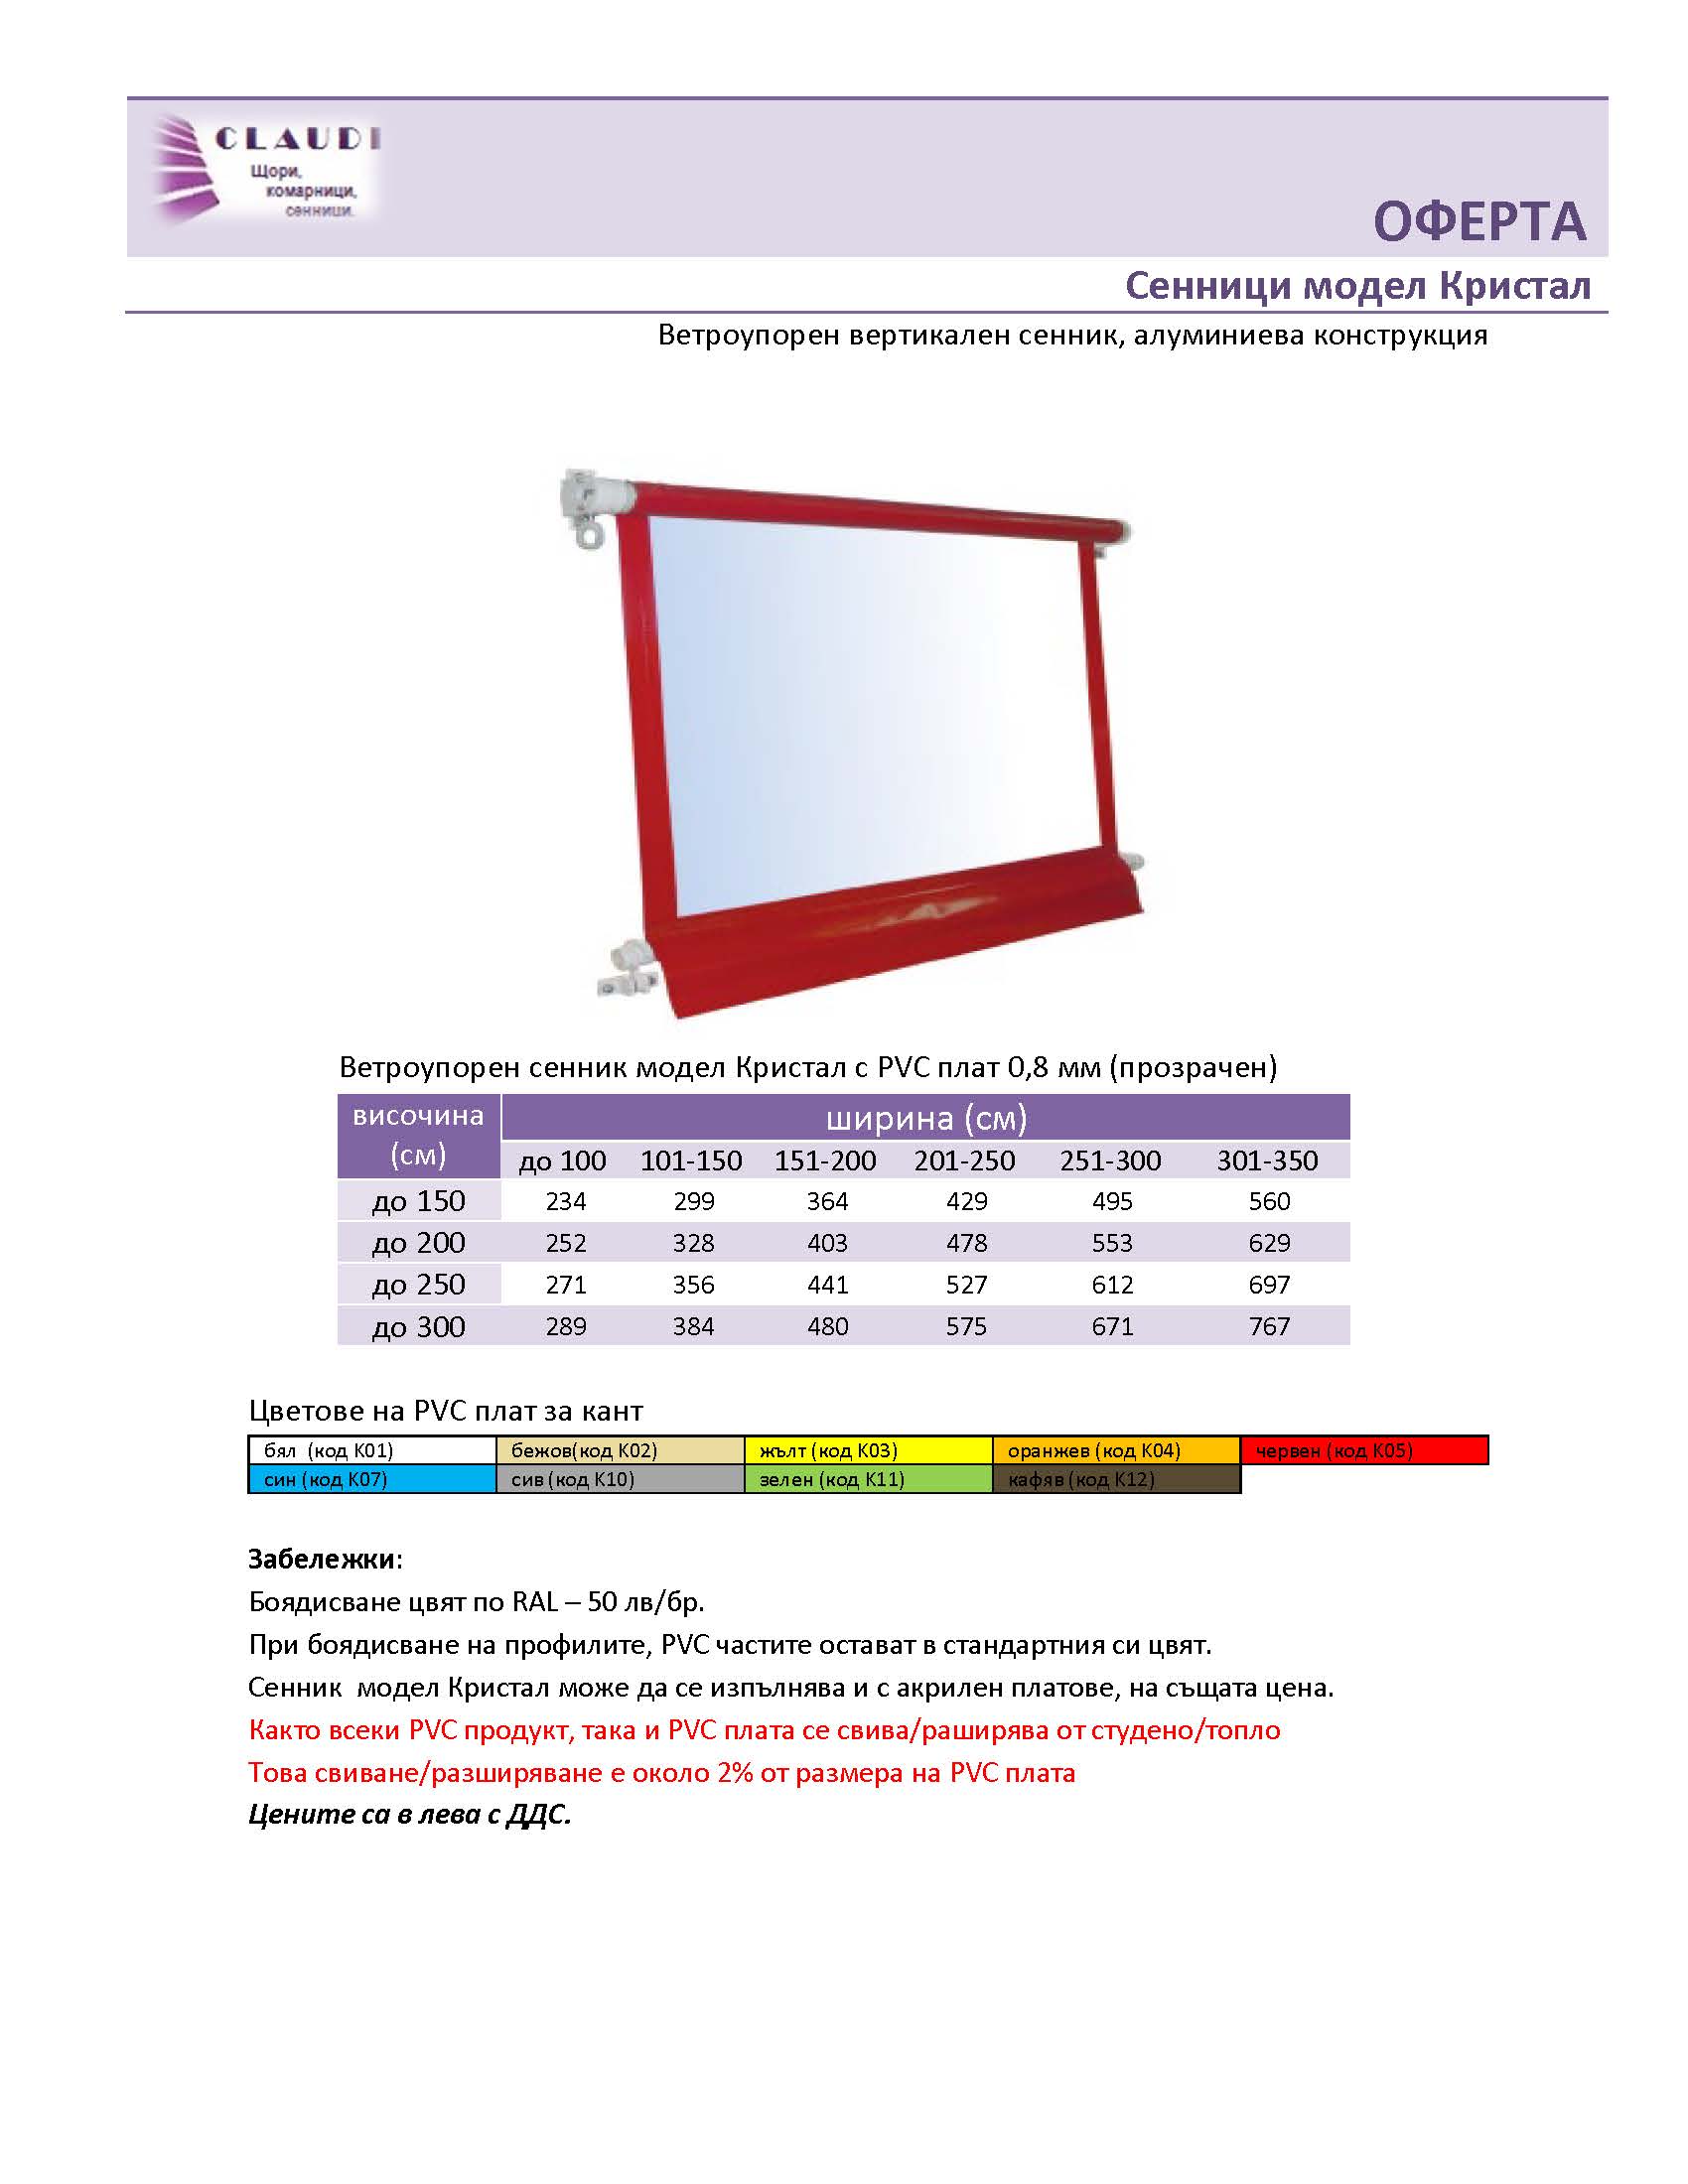 CLAUDI
Щори,
комарници,
сенници.
ОФЕРТА
Сенници модел Кристал
Ветроупорен вертикален сенник, алуминиева конструкция
Ветроупорен сенник модел Кристал с PVC плат 0,8 мм (прозрачен)
височина (см) ширина (см)
до 100 101-150 151-200 201-250 251-300 301-350
до 150 234 299 364 429 495 560
до 200 252 328 403 478 553 629
до 250 271 356 441 527 612 697
до 300 289 384 480 575 671 767
Цветове на PVC плат за кант
бял (код К01) бежов(код К02) жълт (код К03) оранжев (код К04) червен (код К05)
син (код К07) сив (код К10) зелен (код К11) кафяв (код К12)
Забележки:
Боядисване цвят по RAL – 50 лв/бр.
При боядисване на профилите, PVC частите остават в стандартния си цвят.
Сенник модел Кристал може да се изпълнява и с акрилен платове, на същата цена.
Както всеки PVC продукт, така и PVC плата се свива/раширява от студено/топло
Това свиване/разширяване е около 2% от размера на PVC плата
Цените са в лева с ДДС.